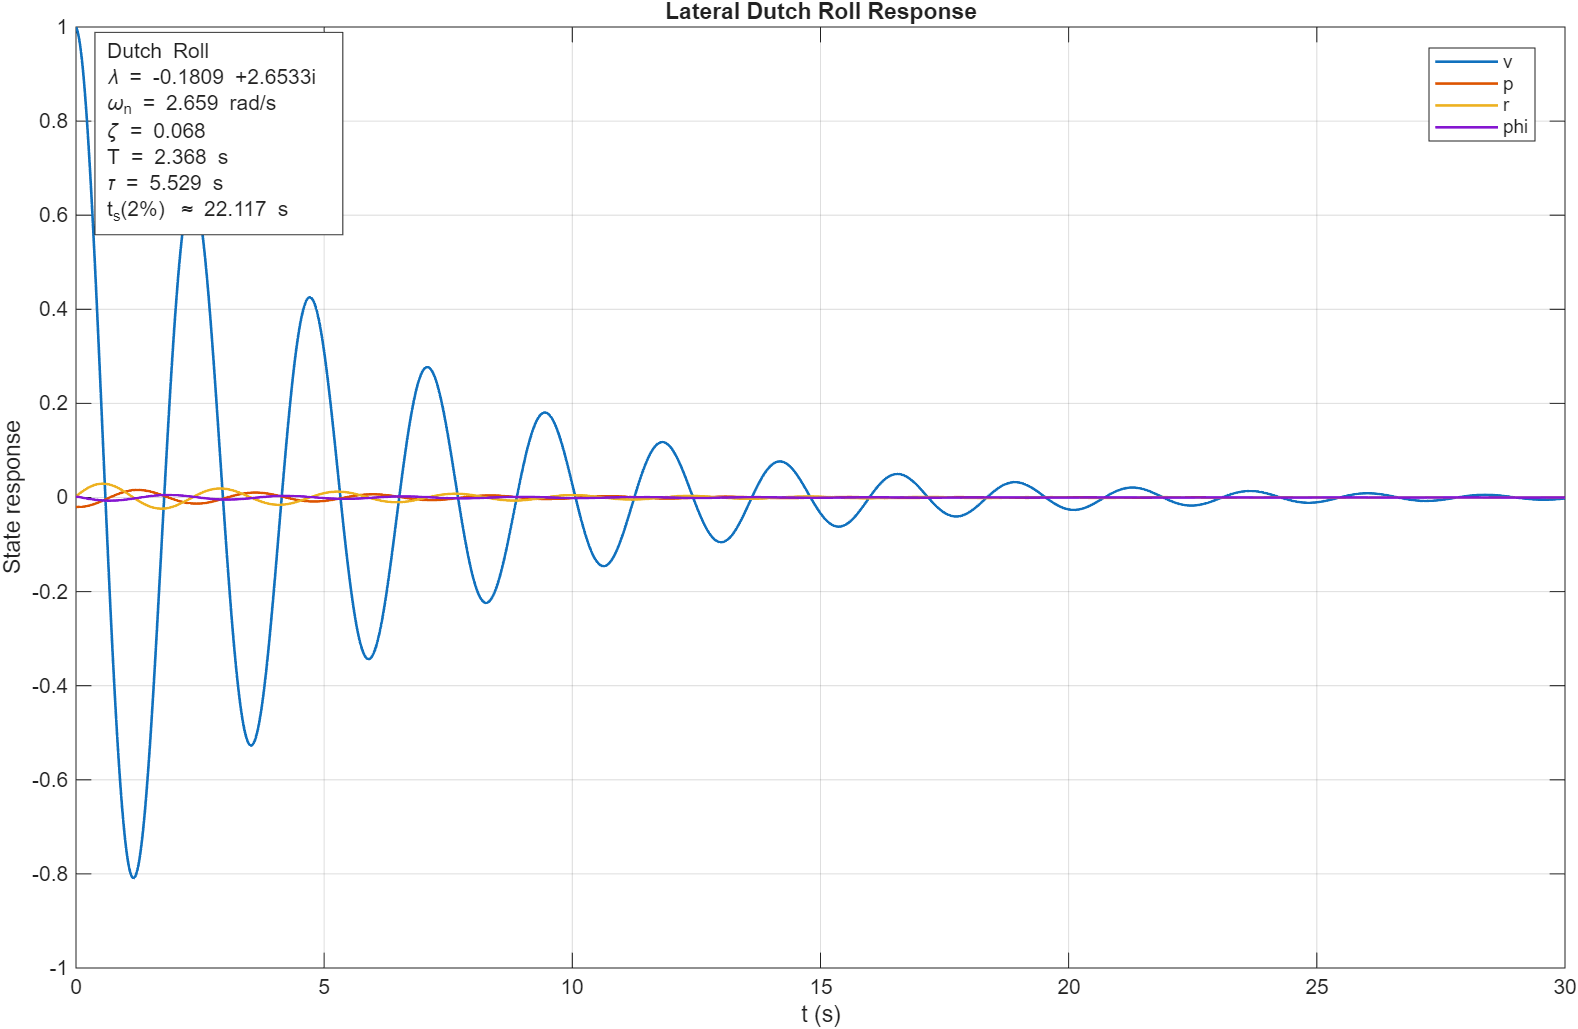 Lateral Dutch Roll Response
Dutch Roll
λ = -0.1809 +2.6533i
ωn = 2.659 rad/s
ζ = 0.068
T = 2.368 s
τ = 5.529 s
ts(2%) ≈ 22.117 s
v
p
r
phi
State response
1
0.8
0.6
0.4
0.2
0
-0.2
-0.4
-0.6
-0.8
-1
0 5 10 15 20 25 30
t (s)